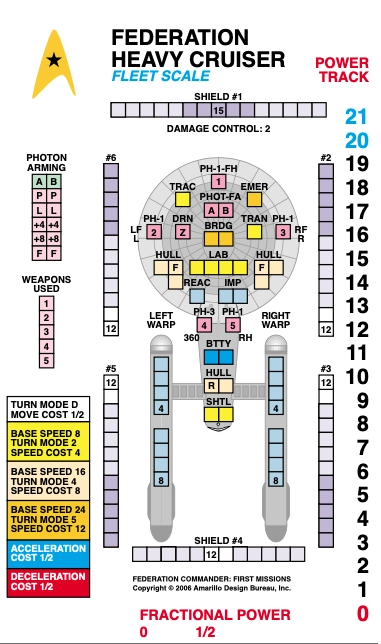 FEDERATION
HEAVY CRUISER
FLEET SCALE
POWER
TRACK
SHIELD #1
15
DAMAGE CONTROL: 2
21
20
19
18
17
16
15
14
13
12
11
10
9
8
7
6
5
4
3
2
1
0
PHOTON
ARMING
A B
P P
L L
+4 +4
+8 +8
F F
WEAPONS
USED
1
2
3
4
5
#6
12
#2
12
PH-1-FH
1
TRAC
EMER
PHOT-FA
A B
PH-1
DRN
BRDG
TRAN
PH-1
LF
L
2
Z
3
RF
R
HULL
LAB
HULL
F
F
REAC
IMP
PH-3
PH-1
4
5
360
RH
LEFT
WARP
RIGHT
WARP
BTTY
HULL
R
SHTL
4
8
4
8
#5
12
#3
12
TURN MODE D
MOVE COST 1/2
BASE SPEED 8
TURN MODE 2
SPEED COST 4
BASE SPEED 16
TURN MODE 4
SPEED COST 8
BASE SPEED 24
TURN MODE 5
SPEED COST 12
ACCELERATION
COST 1/2
DECELERATION
COST 1/2
SHIELD #4
12
FEDERATION COMMANDER: FIRST MISSIONS
Copyright © 2006 Amarillo Design Bureau, Inc.
FRACTIONAL POWER
0 1/2